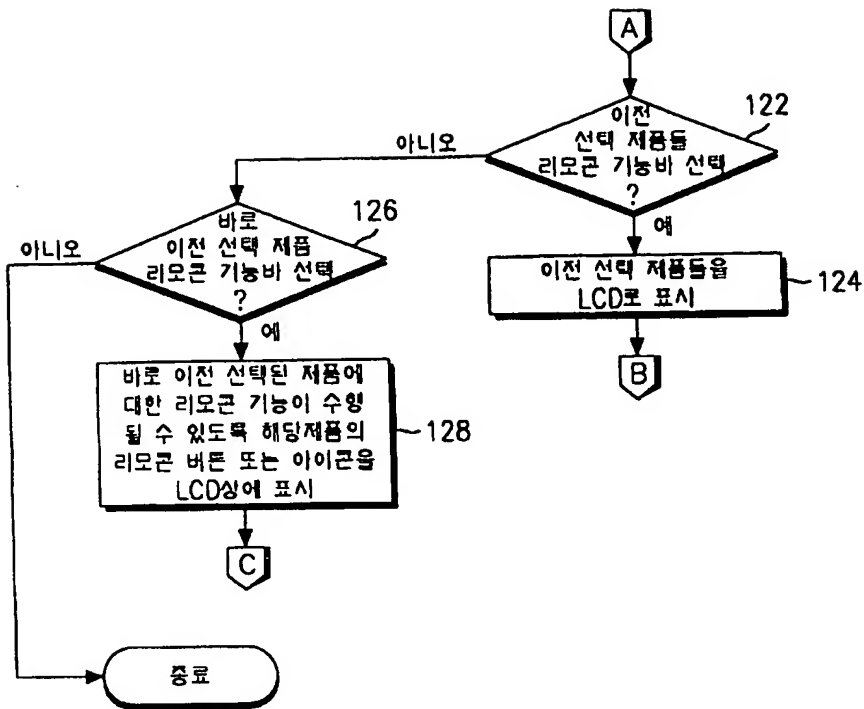 A
이전
선택 제품들
리모콘 기능바 선택
?
122
아니오
예
이전 선택 제품들을
LCD로 표시
124
B
바로
이전 선택 제품
리모콘 기능바 선택
?
126
아니오
예
바로 이전 선택된 제품에
대한 리모콘 기능이 수행
될 수 있도록 해당제품의
리모콘 버튼 또는 아이콘을
LCD상에 표시
128
C
종료